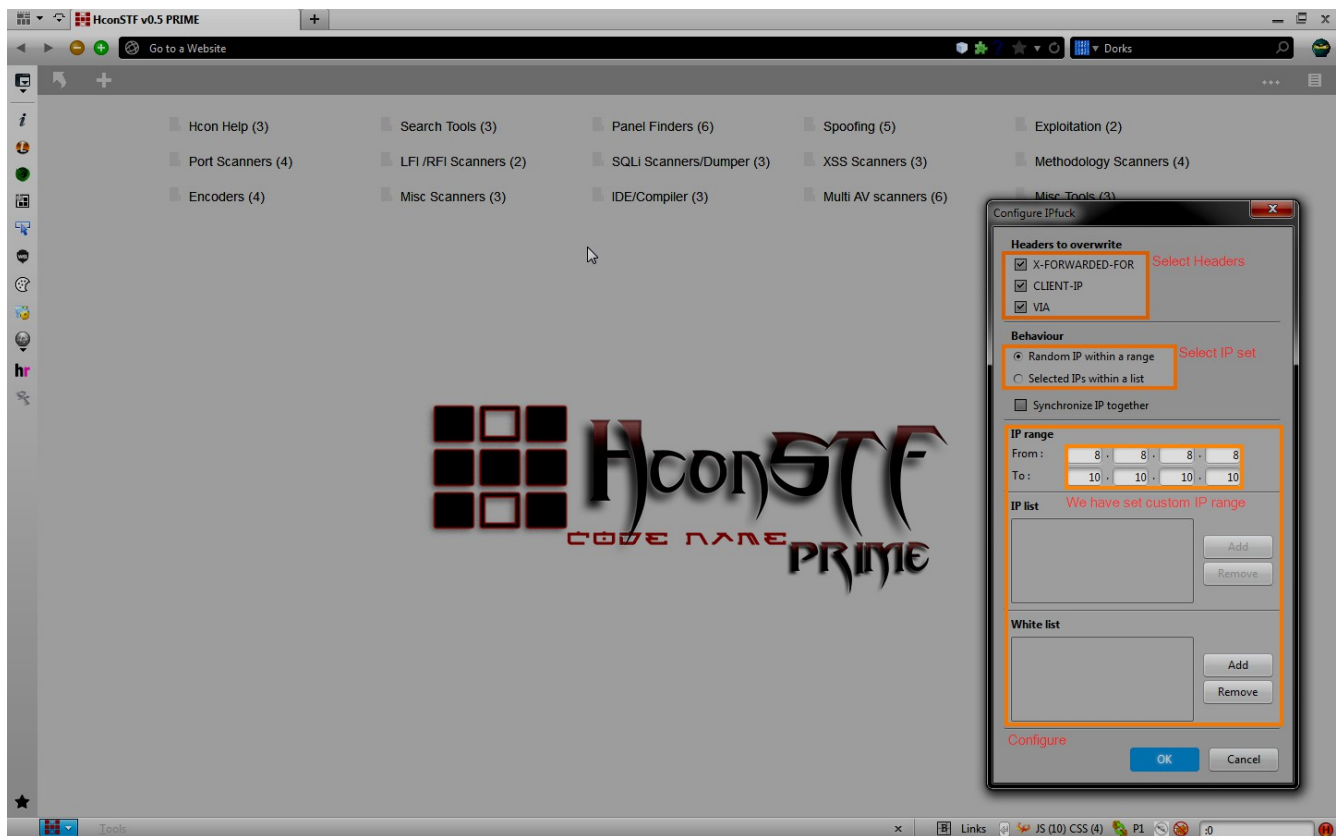 HconSTF v0.5 PRIME
Go to a Website
Dorks
Hcon Help (3)
Search Tools (3)
Panel Finders (6)
Spoofing (5)
Exploitation (2)
Port Scanners (4)
LFI /RFI Scanners (2)
SQLi Scanners/Dumper (3)
XSS Scanners (3)
Methodology Scanners (4)
Encoders (4)
Misc Scanners (3)
IDE/Compiler (3)
Multi AV scanners (6)
Misc Tools (3)
hr
HconSTF
CODE NAME
PRIME
Configure IPfuck
Headers to overwrite
X-FORWARDED-FOR
Select Headers
CLIENT-IP
VIA
Behaviour
Random IP within a range
Select IP set
Selected IPs within a list
Synchronize IP together
IP range
From : 8 . 8 . 8 . 8
To : 10 . 10 . 10 . 10
IP list
We have set custom IP range
Add
Remove
White list
Add
Remove
Configure
OK
Cancel
Tools
x
B Links
JS (10) CSS (4)
P1
:0